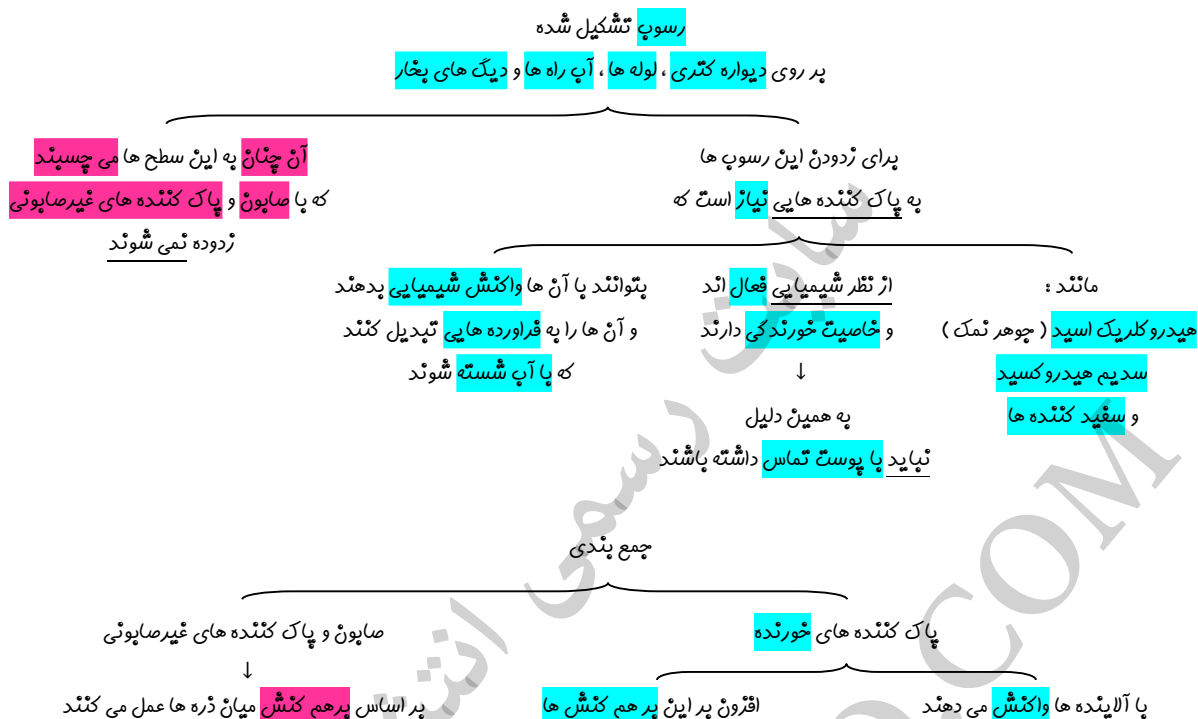 رسوب تشکیل شده
بر روی دیواره کتری ، لوله ها ، آب راه ها و دیگ های بخار
برای زدودن این رسوب ها
به پاک کننده هایی نیاز است که
مانند :
هیدروکلریک اسید ( جوهر نمک )
سدیم هیدروکسید
و سفید کننده ها
از نظر شیمیایی فعال اند
و خاصیت خورندگی دارند
↓
به همین دلیل
نباید با پوست تماس داشته باشند
بتوانند با آن ها واکنش شیمیایی بدهند
و آن ها را به فراورده هایی تبدیل کنند
که با آب شسته شوند
آن چنان به این سطح ها می چسبند
که با صابون و پاک کننده های غیرصابونی
زدوده نمی شوند
جمع بندی
پاک کننده های خورنده
با آلاینده ها واکنش می دهند
افزون بر این بر هم کنش ها
صابون و پاک کننده های غیرصابونی
↓
بر اساس برهم کنش میان ذره ها عمل می کنند
سایت رسمی
COM